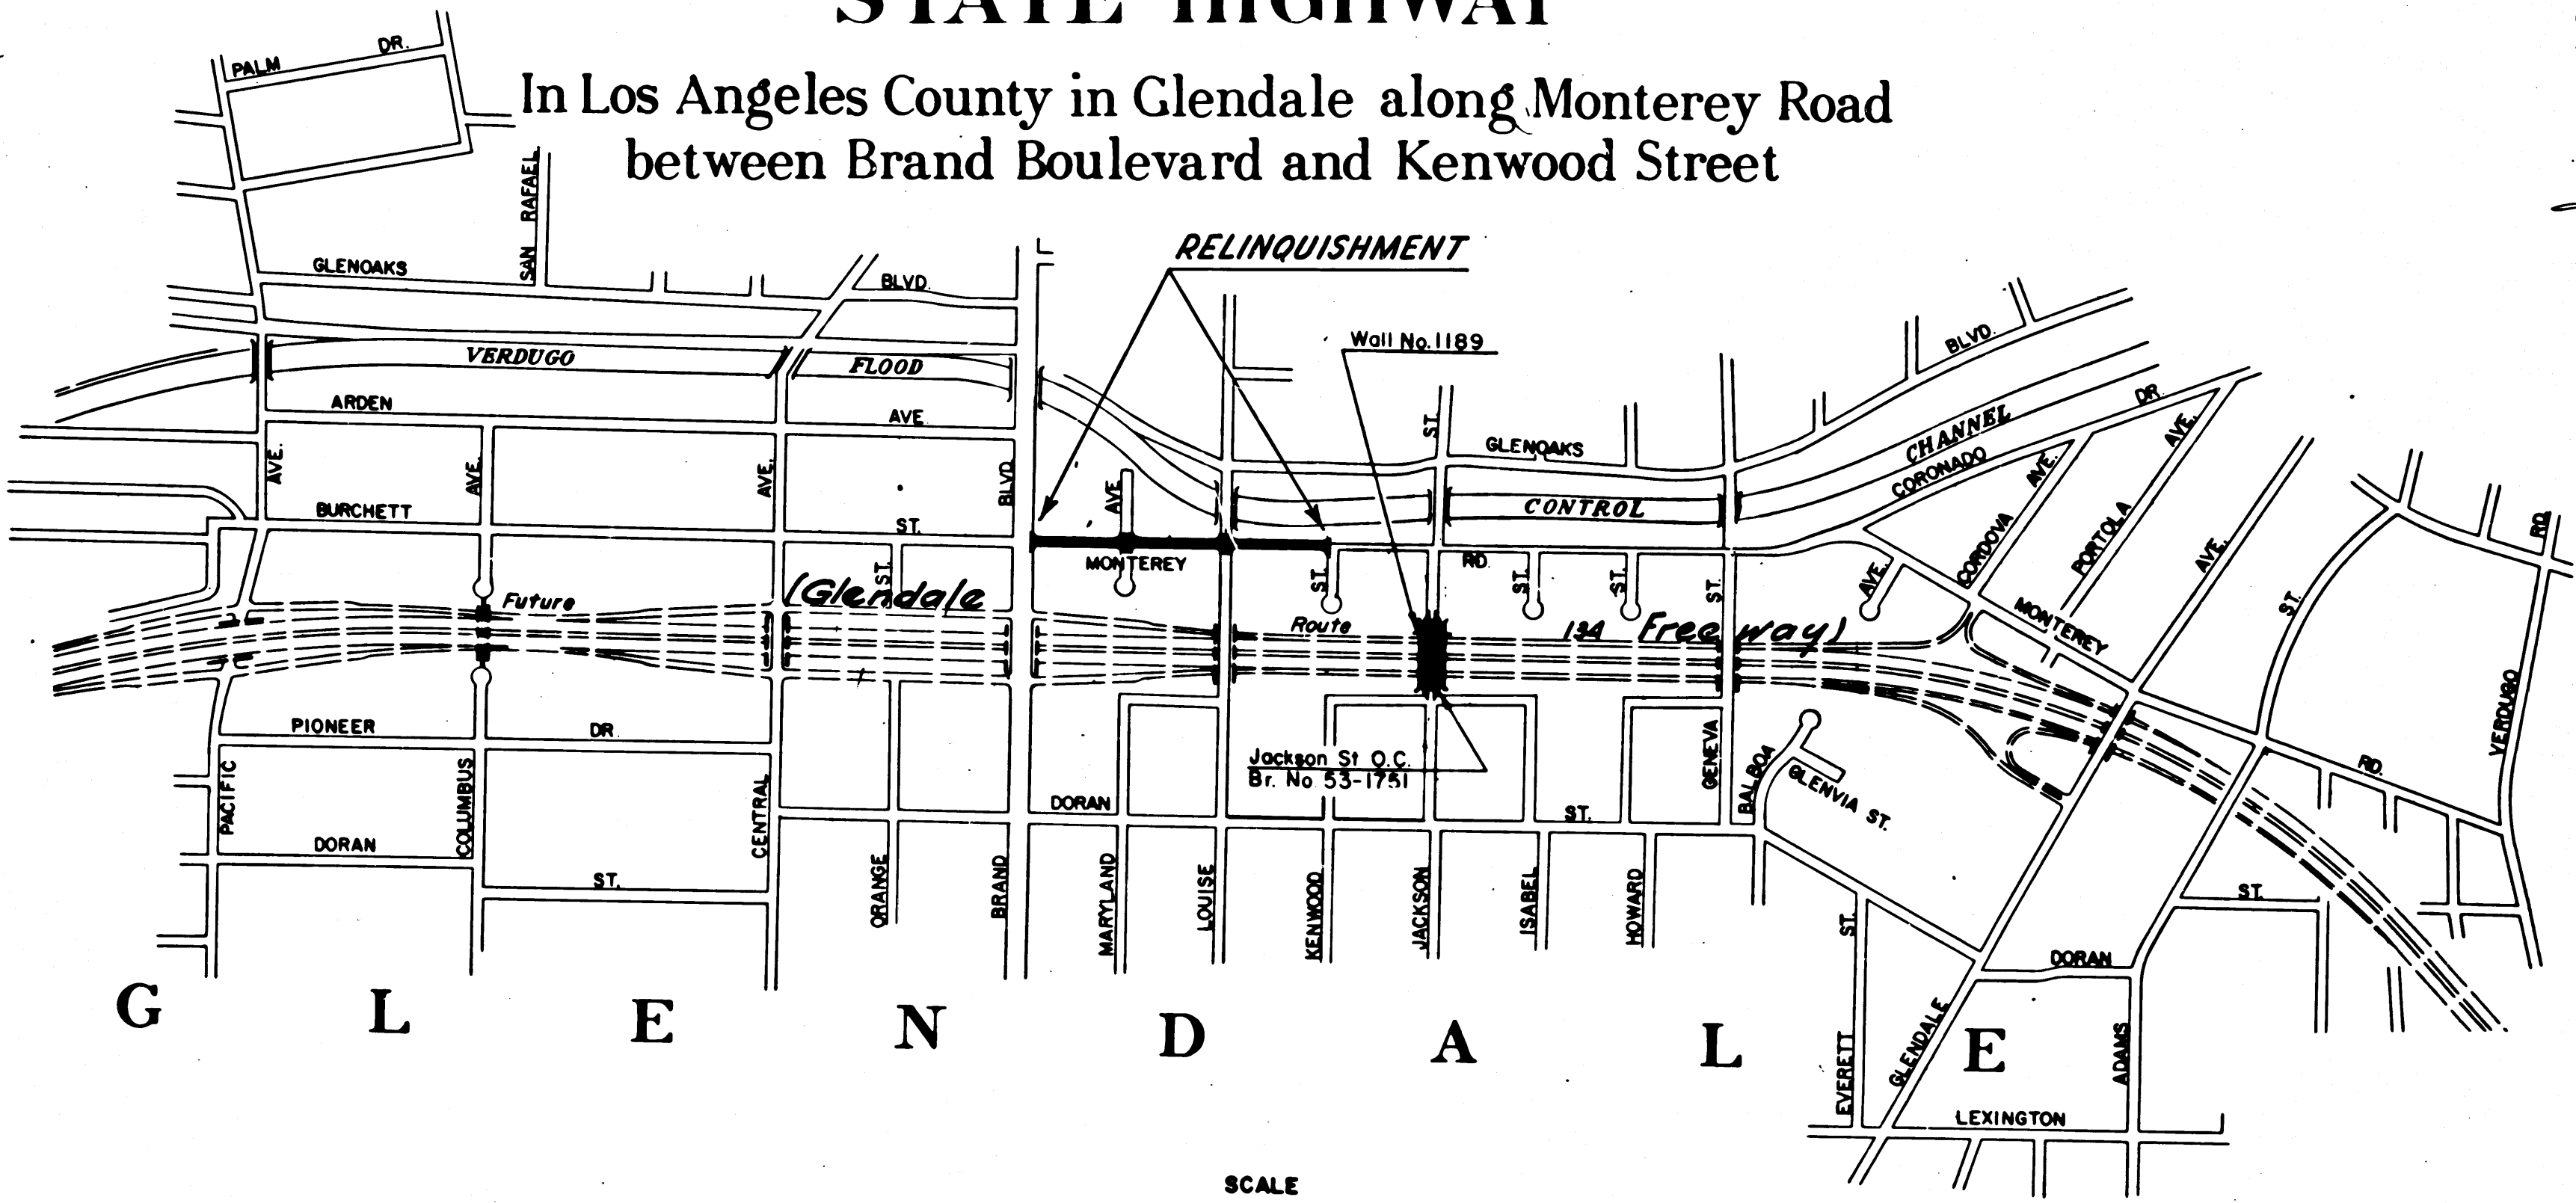 STATE HIGHWAY
In Los Angeles County in Glendale along Monterey Road
between Brand Boulevard and Kenwood Street
PALM DR.
SAN RAFAEL
RELINQUISHMENT
GLENOAKS BLVD.
Wall No. 1189
BLVD.
VERDUGO FLOOD
ARDEN AVE
DR.
AVE.
CHANNEL
ST.
GLENOAKS
CORONADO
AVE.
AVE.
AVE.
AVE.
BLVD
AVE
AVE.
CONTROL
BURCHETT ST.
RD.
CORDOVA
PORTOLA
AVE.
MONTEREY RD.
ST.
ST.
ST.
ST.
ST.
AVE.
ST.
Future (Glendale Route 134 Freeway)
MONTEREY
PIONEER DR.
VERDUGO
Jackson St O.C.
Br. No. 53-1751
GENEVA
BALBOA
GLENVIA ST.
RD.
PACIFIC
COLUMBUS
CENTRAL
DORAN ST.
DORAN
ST.
ORANGE
BRAND
MARYLAND
LOUISE
KENWOOD
JACKSON
ISABEL
HOWARD
ST.
ST.
DORAN
G L E N D A L E
EVERETT
GLENDALE
ADAMS
LEXINGTON
SCALE